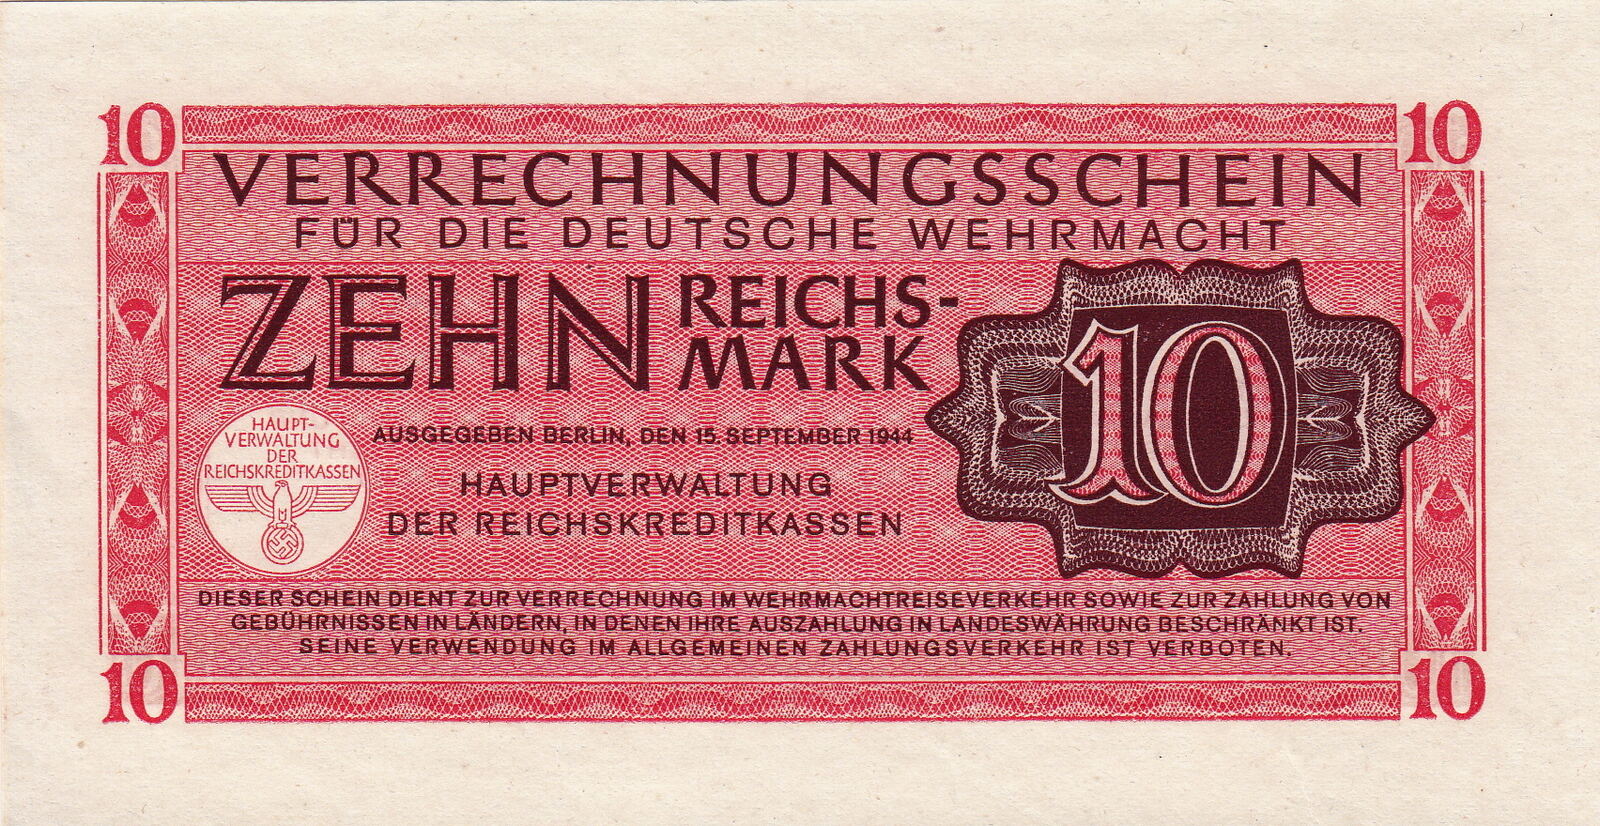 10 10
VERRECHNUNGSSCHEIN
FÜR DIE DEUTSCHE WEHRMACHT
ZEHN REICHS-
MARK
10
HAUPT-
VERWALTUNG
DER
REICHSKREDITKASSEN
AUSGEGEBEN BERLIN, DEN 15. SEPTEMBER 1944
HAUPTVERWALTUNG
DER REICHSKREDITKASSEN
DIESER SCHEIN DIENT ZUR VERRECHNUNG IM WEHRMACHTREISEVERKEHR SOWIE ZUR ZAHLUNG VON
GEBÜHRNISSEN IN LÄNDERN, IN DENEN IHRE AUSZAHLUNG IN LANDESWÄHRUNG BESCHRÄNKT IST.
SEINE VERWENDUNG IM ALLGEMEINEN ZAHLUNGSVERKEHR IST VERBOTEN.
10 10